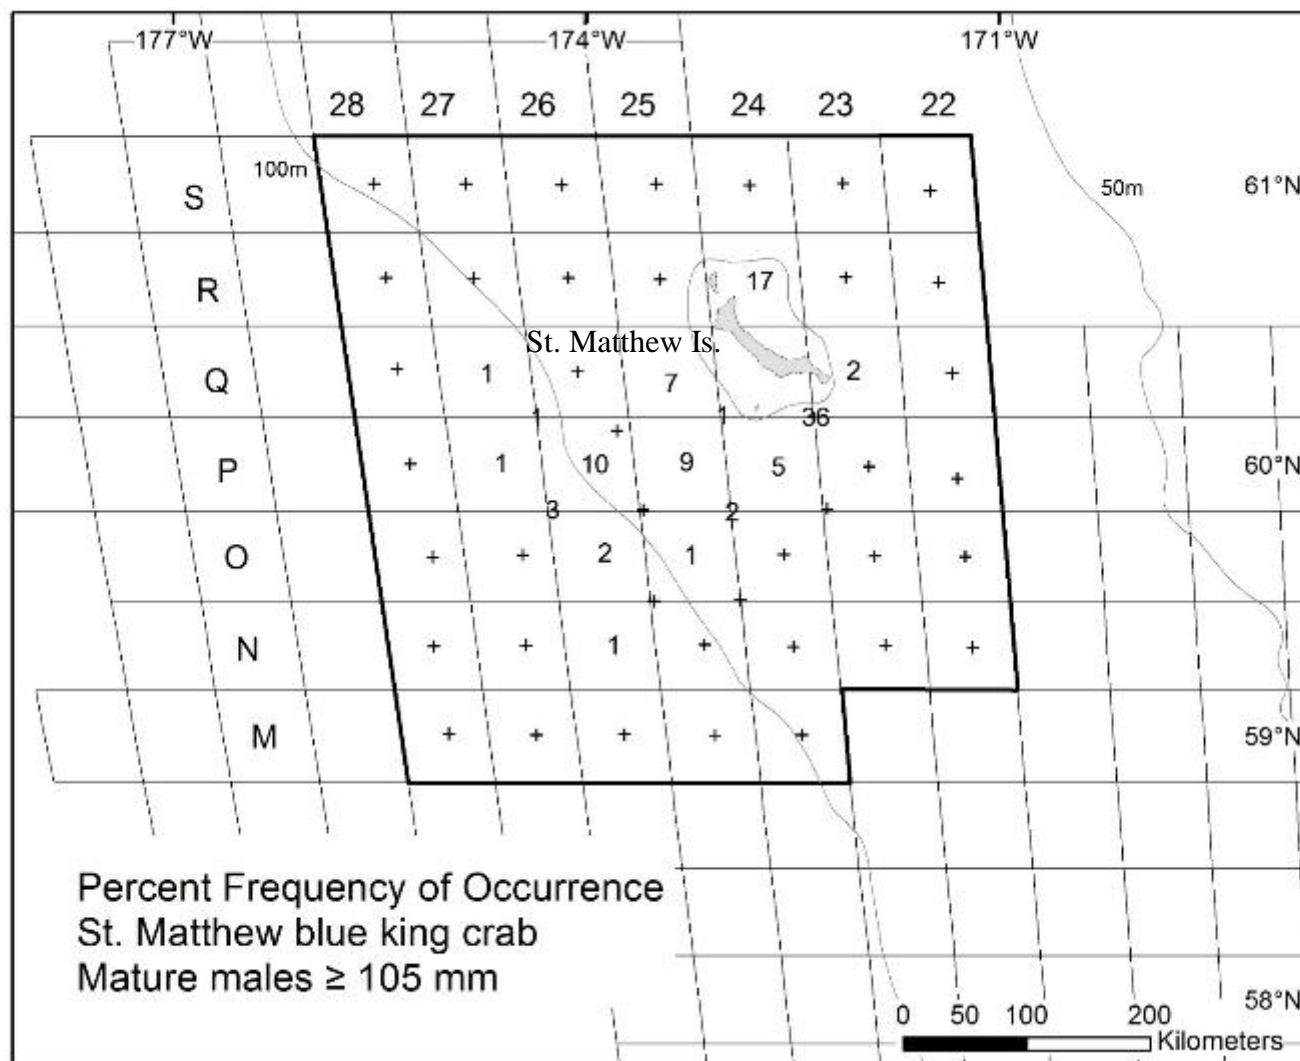 177°W 174°W 171°W
28 27 26 25 24 23 22
100m 50m
S 61°N
R 17
St. Matthew Is.
Q 1 7 2
1 1 36
P 1 10 9 5 60°N
3 2
O 2 1
N 1
M 59°N
Percent Frequency of Occurrence
St. Matthew blue king crab
Mature males ≥ 105 mm
58°N
0 50 100 200
Kilometers